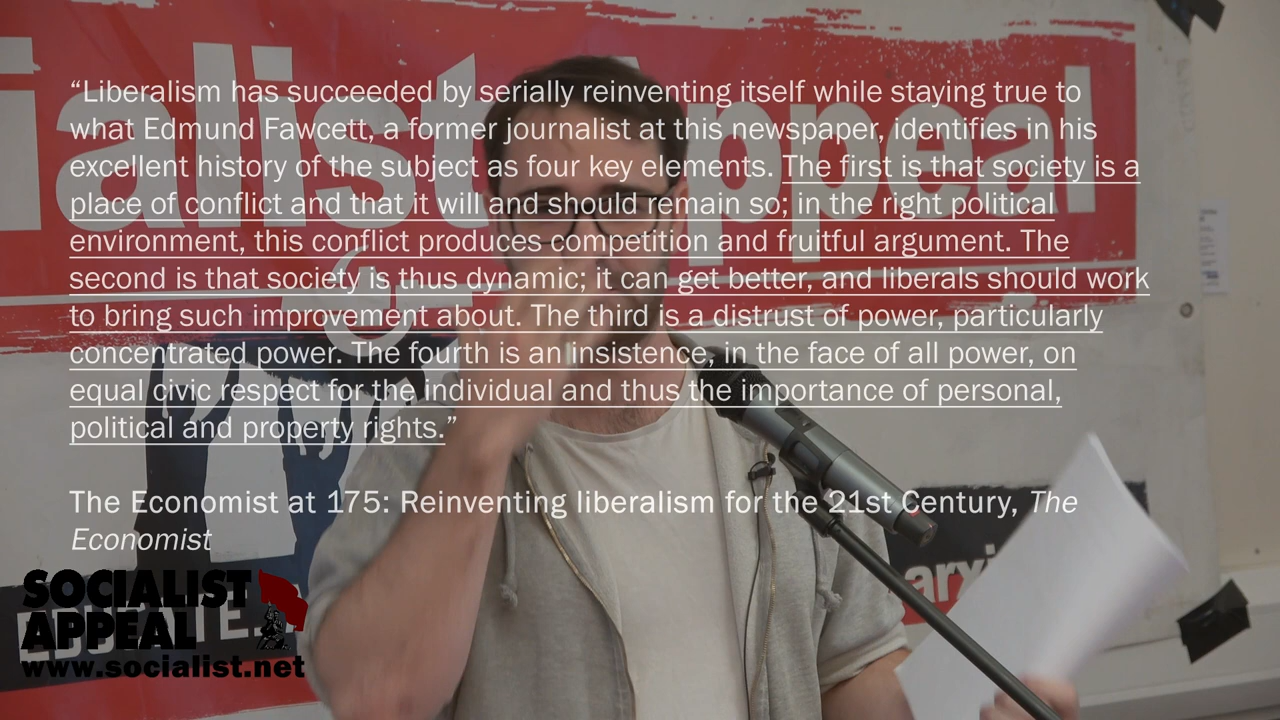 ialist Appeal
“Liberalism has succeeded by serially reinventing itself while staying true to
what Edmund Fawcett, a former journalist at this newspaper, identifies in his
excellent history of the subject as four key elements. The first is that society is a
place of conflict and that it will and should remain so; in the right political
environment, this conflict produces competition and fruitful argument. The
second is that society is thus dynamic; it can get better, and liberals should work
to bring such improvement about. The third is a distrust of power, particularly
concentrated power. The fourth is an insistence, in the face of all power, on
equal civic respect for the individual and thus the importance of personal,
political and property rights.”
The Economist at 175: Reinventing liberalism for the 21st Century, The
Economist
SOCIALIST
APPEAL
www.socialist.net